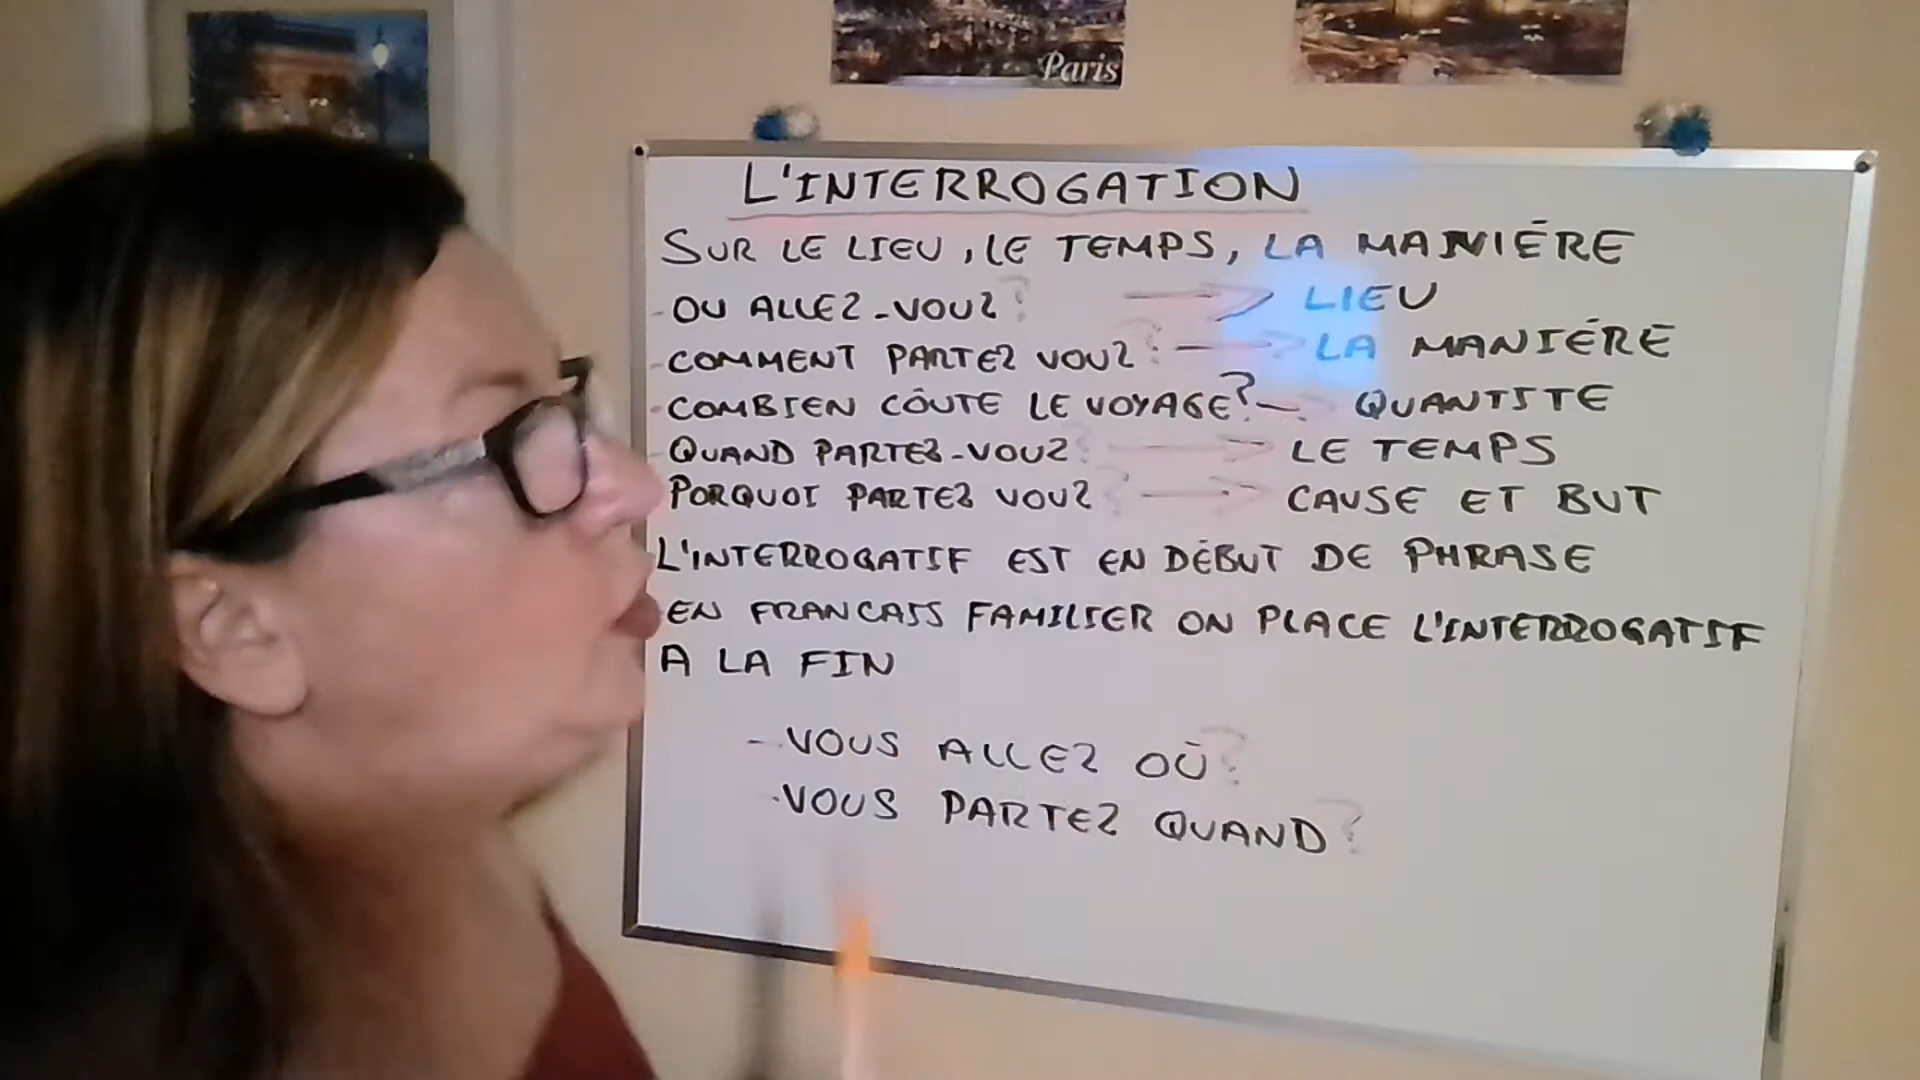 Paris
L'INTERROGATION
SUR LE LIEU, LE TEMPS, LA MANIÉRE
- OU ALLEZ-VOUZ? → LIEU
- COMMENT PARTEZ VOUZ? → LA MANIÉRE
- COMBIEN CÔUTE LE VOYAGE? → QUANTITE
- QUAND PARTEZ-VOUZ? → LE TEMPS
PORQUOI PARTEZ VOUZ? → CAUSE ET BUT
L'INTERROGATIF EST EN DÉBUT DE PHRASE
EN FRANCAIS FAMILIER ON PLACE L'INTERROGATIF
A LA FIN
- VOUS ALLEZ OÙ?
- VOUS PARTEZ QUAND?